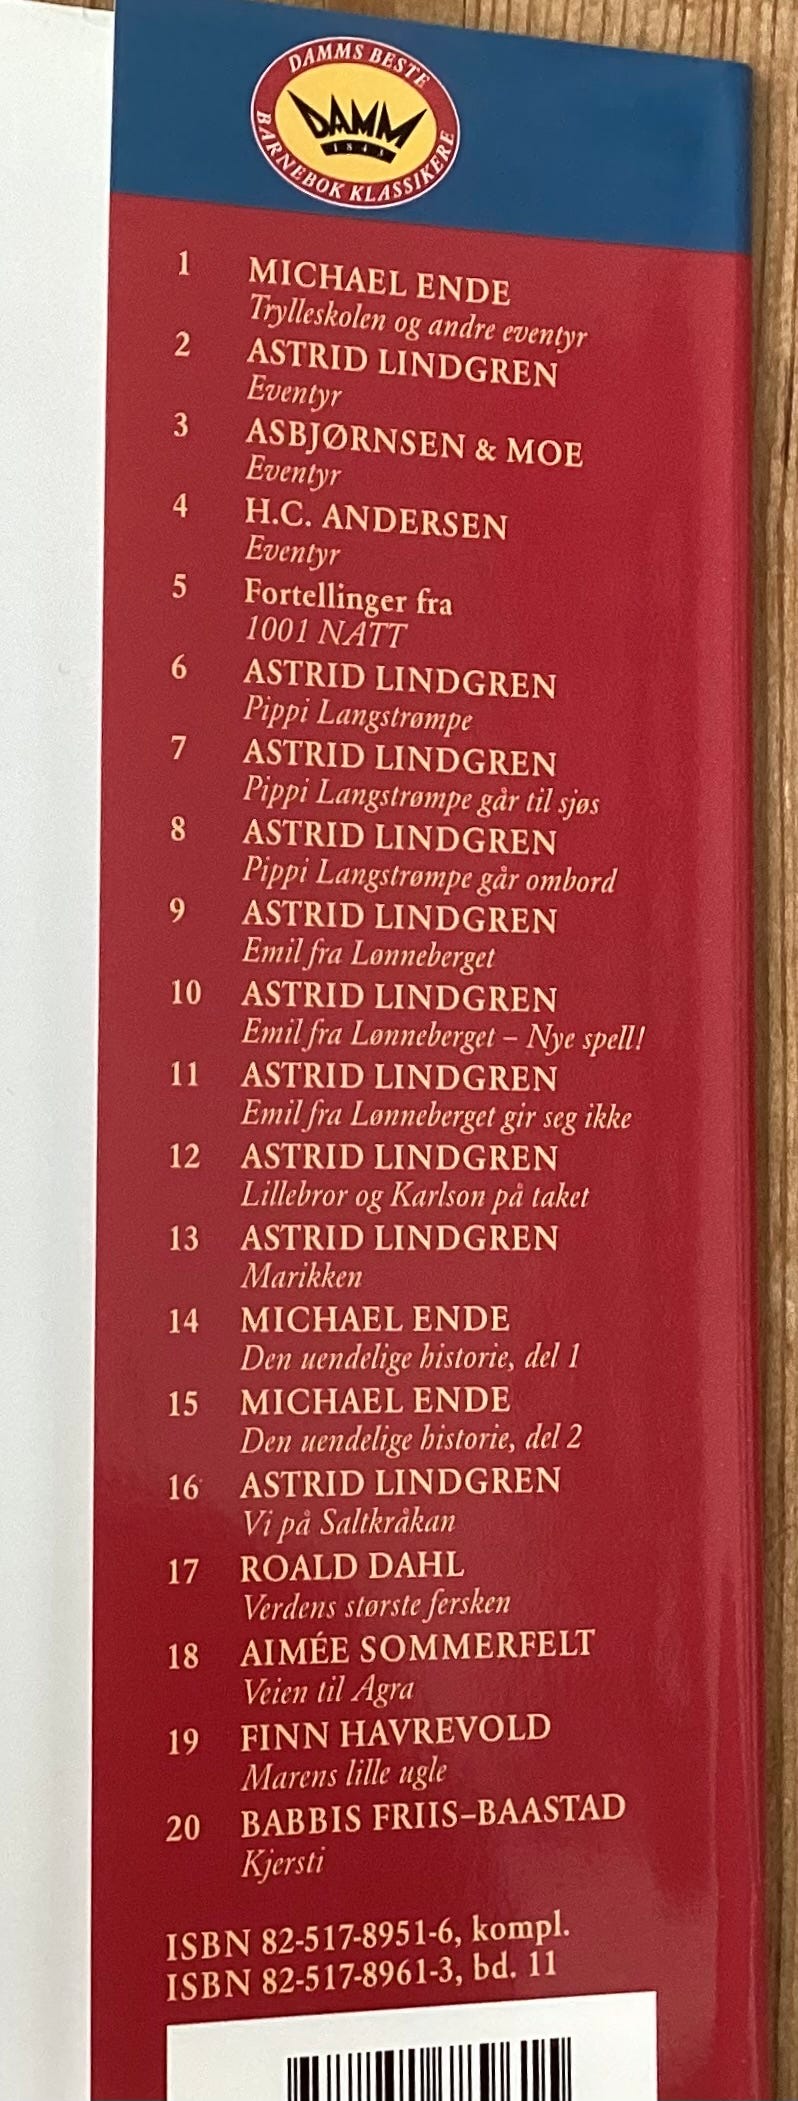 DAMMS BESTE
DAMM
1843
BARNEBOK KLASSIKERE
1 MICHAEL ENDE
Trylleskolen og andre eventyr
2 ASTRID LINDGREN
Eventyr
3 ASBJØRNSEN & MOE
Eventyr
4 H.C. ANDERSEN
Eventyr
5 Fortellinger fra
1001 NATT
6 ASTRID LINDGREN
Pippi Langstrømpe
7 ASTRID LINDGREN
Pippi Langstrømpe går til sjøs
8 ASTRID LINDGREN
Pippi Langstrømpe går ombord
9 ASTRID LINDGREN
Emil fra Lønneberget
10 ASTRID LINDGREN
Emil fra Lønneberget – Nye spell!
11 ASTRID LINDGREN
Emil fra Lønneberget gir seg ikke
12 ASTRID LINDGREN
Lillebror og Karlson på taket
13 ASTRID LINDGREN
Marikken
14 MICHAEL ENDE
Den uendelige historie, del 1
15 MICHAEL ENDE
Den uendelige historie, del 2
16 ASTRID LINDGREN
Vi på Saltkråkan
17 ROALD DAHL
Verdens største fersken
18 AIMÉE SOMMERFELT
Veien til Agra
19 FINN HAVREVOLD
Marens lille ugle
20 BABBIS FRIIS–BAASTAD
Kjersti
ISBN 82-517-8951-6, kompl.
ISBN 82-517-8961-3, bd. 11